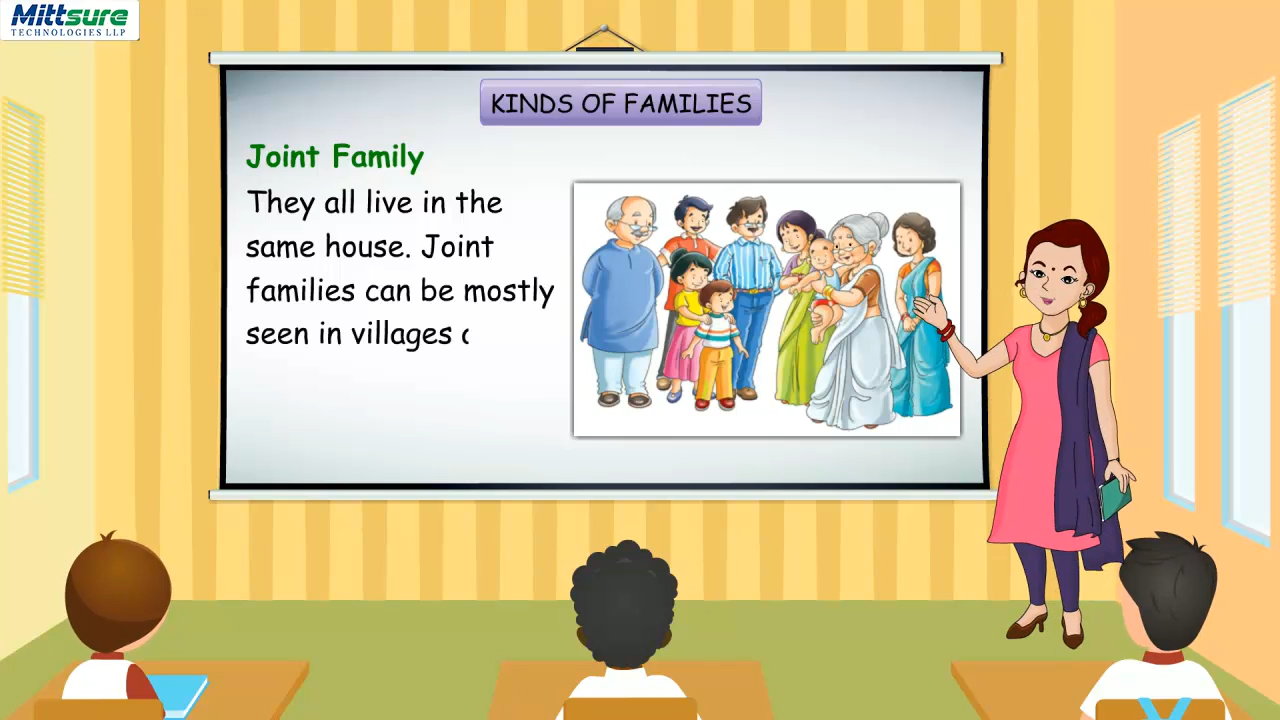 Mittsure
TECHNOLOGIES LLP
KINDS OF FAMILIES
Joint Family
They all live in the
same house. Joint
families can be mostly
seen in villages